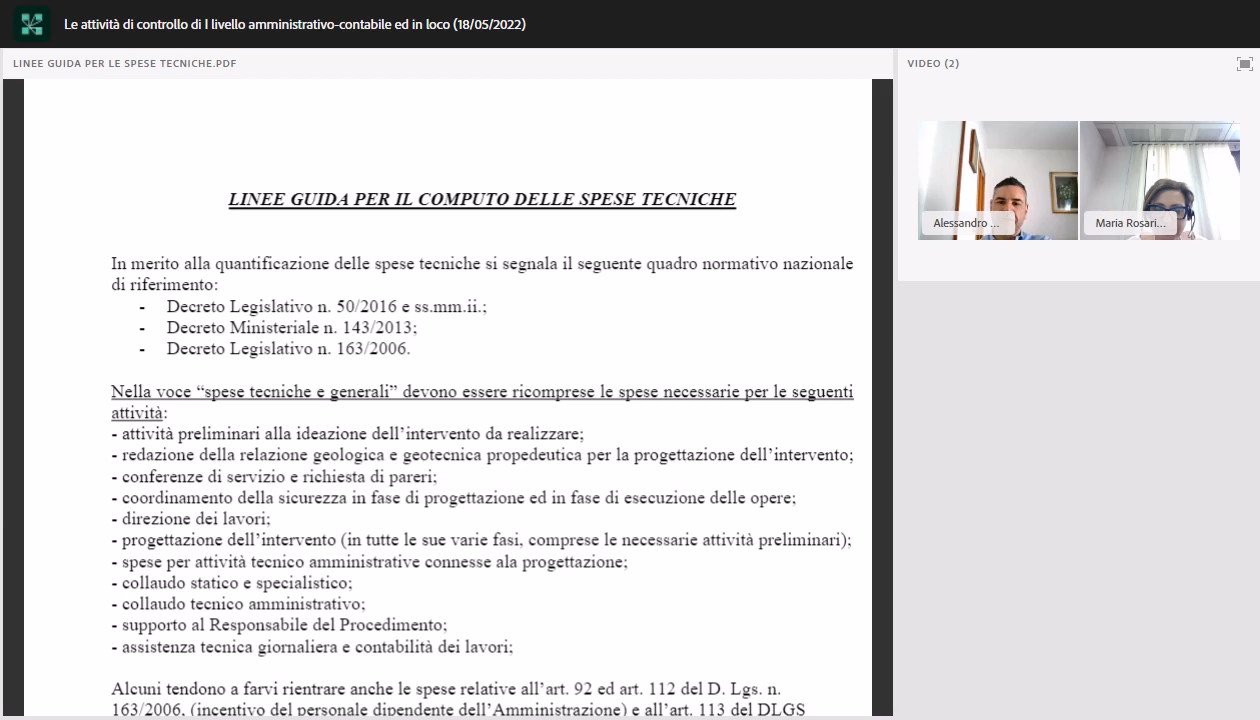 Le attività di controllo di I livello amministrativo-contabile ed in loco (18/05/2022)
LINEE GUIDA PER LE SPESE TECNICHE.PDF
VIDEO (2)
Alessandro ...
Maria Rosari...
LINEE GUIDA PER IL COMPUTO DELLE SPESE TECNICHE
In merito alla quantificazione delle spese tecniche si segnala il seguente quadro normativo nazionale
di riferimento:
- Decreto Legislativo n. 50/2016 e ss.mm.ii.;
- Decreto Ministeriale n. 143/2013;
- Decreto Legislativo n. 163/2006.
Nella voce “spese tecniche e generali” devono essere ricomprese le spese necessarie per le seguenti
attività:
- attività preliminari alla ideazione dell’intervento da realizzare;
- redazione della relazione geologica e geotecnica propedeutica per la progettazione dell’intervento;
- conferenze di servizio e richiesta di pareri;
- coordinamento della sicurezza in fase di progettazione ed in fase di esecuzione delle opere;
- direzione dei lavori;
- progettazione dell’intervento (in tutte le sue varie fasi, comprese le necessarie attività preliminari);
- spese per attività tecnico amministrative connesse ala progettazione;
- collaudo statico e specialistico;
- collaudo tecnico amministrativo;
- supporto al Responsabile del Procedimento;
- assistenza tecnica giornaliera e contabilità dei lavori;
Alcuni tendono a farvi rientrare anche le spese relative all’art. 92 ed art. 112 del D. Lgs. n.
163/2006, (incentivo del personale dipendente dell’Amministrazione) e all’art. 113 del DLGS